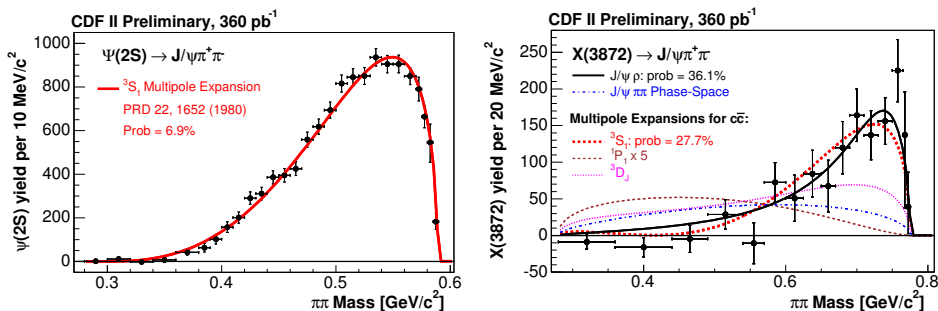 CDF II Preliminary, 360 pb⁻¹
Ψ(2S) → J/ψπ⁺π⁻
³S₁ Multipole Expansion
PRD 22, 1652 (1980)
Prob = 6.9%
ψ(2S) yield per 10 MeV/c²
1000
800
600
400
200
0
0.3
0.4
0.5
0.6
ππ Mass [GeV/c²]
CDF II Preliminary, 360 pb⁻¹
X(3872) → J/ψπ⁺π⁻
J/ψ ρ: prob = 36.1%
J/ψ ππ Phase-Space
Multipole Expansions for cc̄:
³S₁: prob = 27.7%
¹P₁ x 5
³D_J
X(3872) yield per 20 MeV/c²
250
200
150
100
50
0
-50
0.4
0.6
0.8
ππ Mass [GeV/c²]